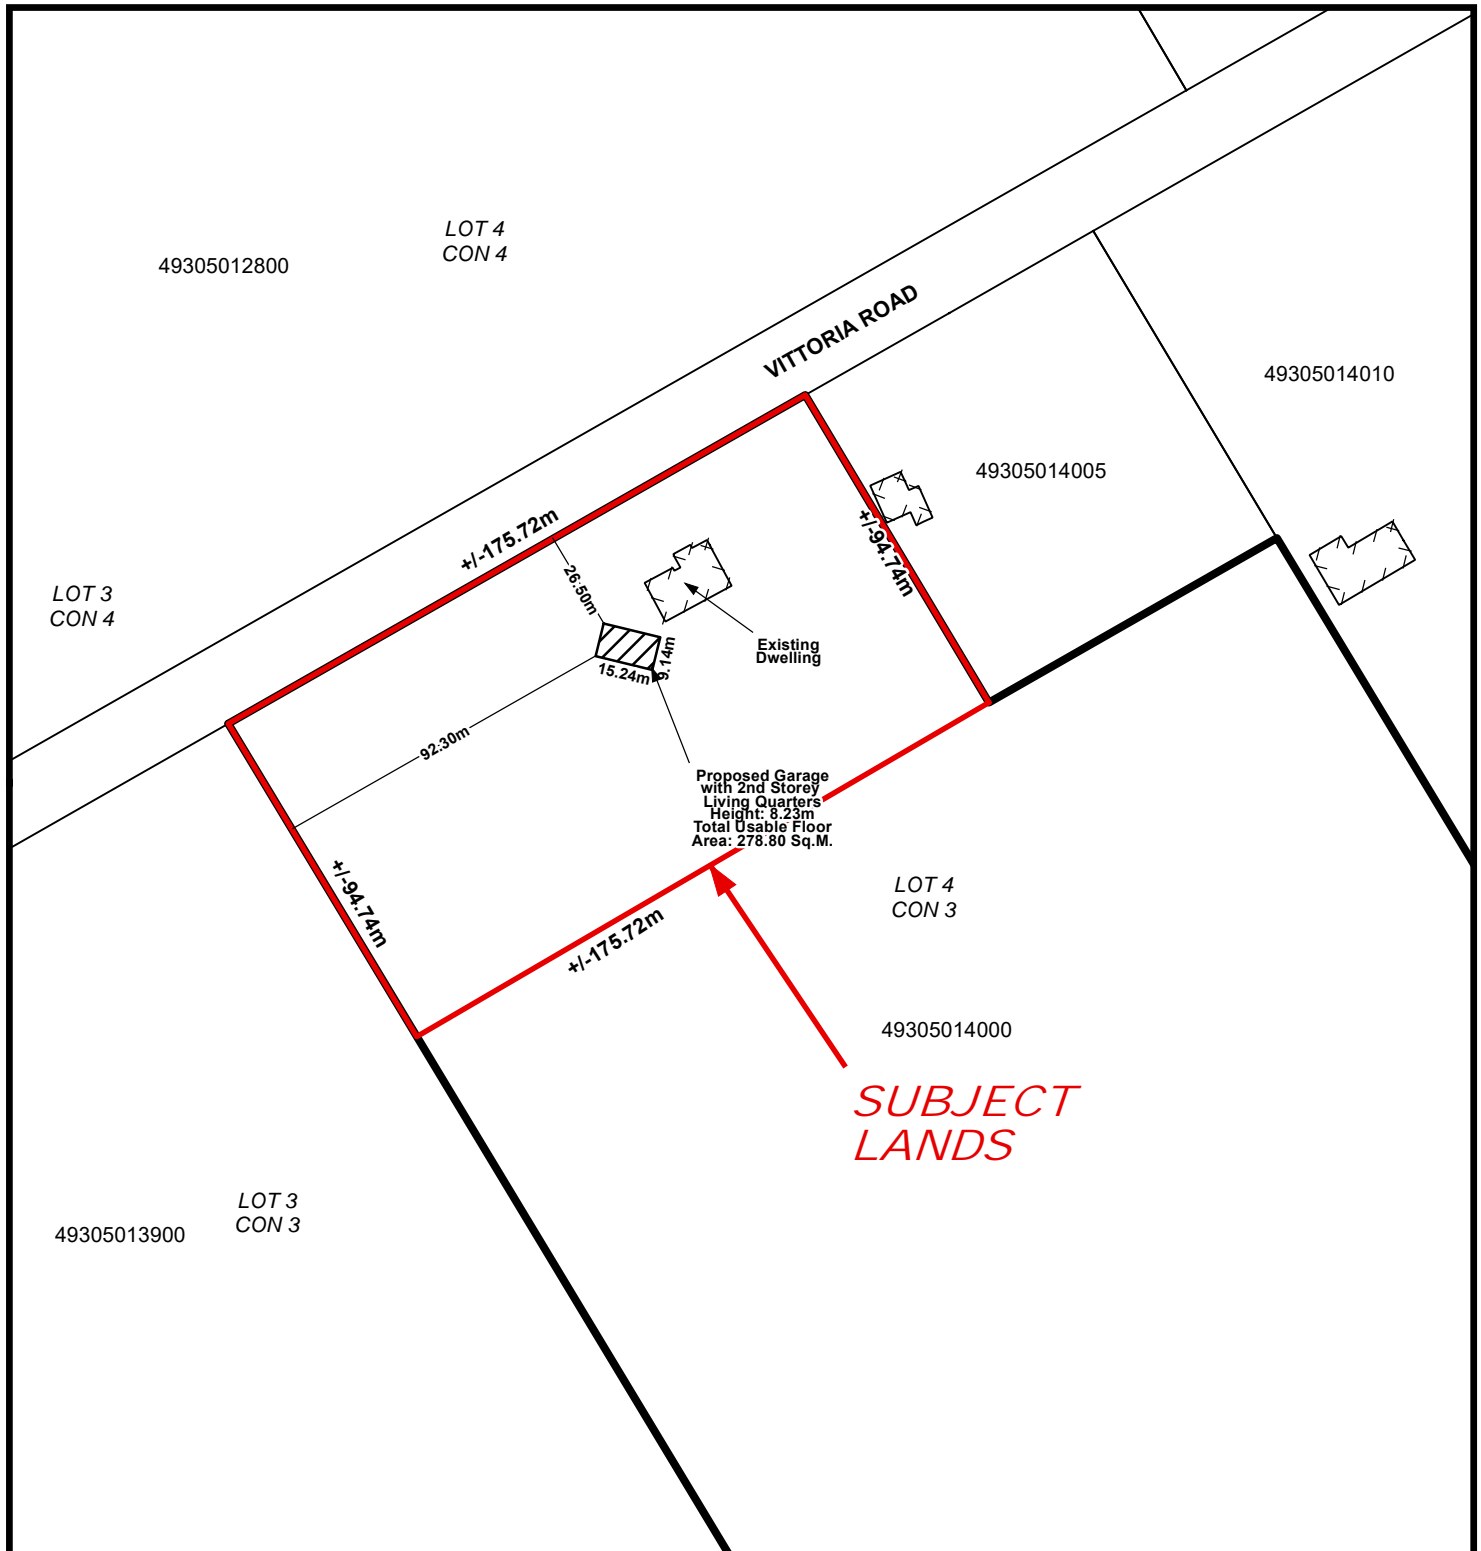 LOT 4
CON 4
49305012800
VITTORIA ROAD
49305014010
49305014005
+/-175.72m
+/-94.74m
LOT 3
CON 4
26.50m
Existing
Dwelling
9.14m
15.24m
92.30m
Proposed Garage
with 2nd Storey
Living Quarters
Height: 8.23m
Total Usable Floor
Area: 278.80 Sq.M.
+/-94.74m
+/-175.72m
LOT 4
CON 3
49305014000
SUBJECT
LANDS
LOT 3
CON 3
49305013900